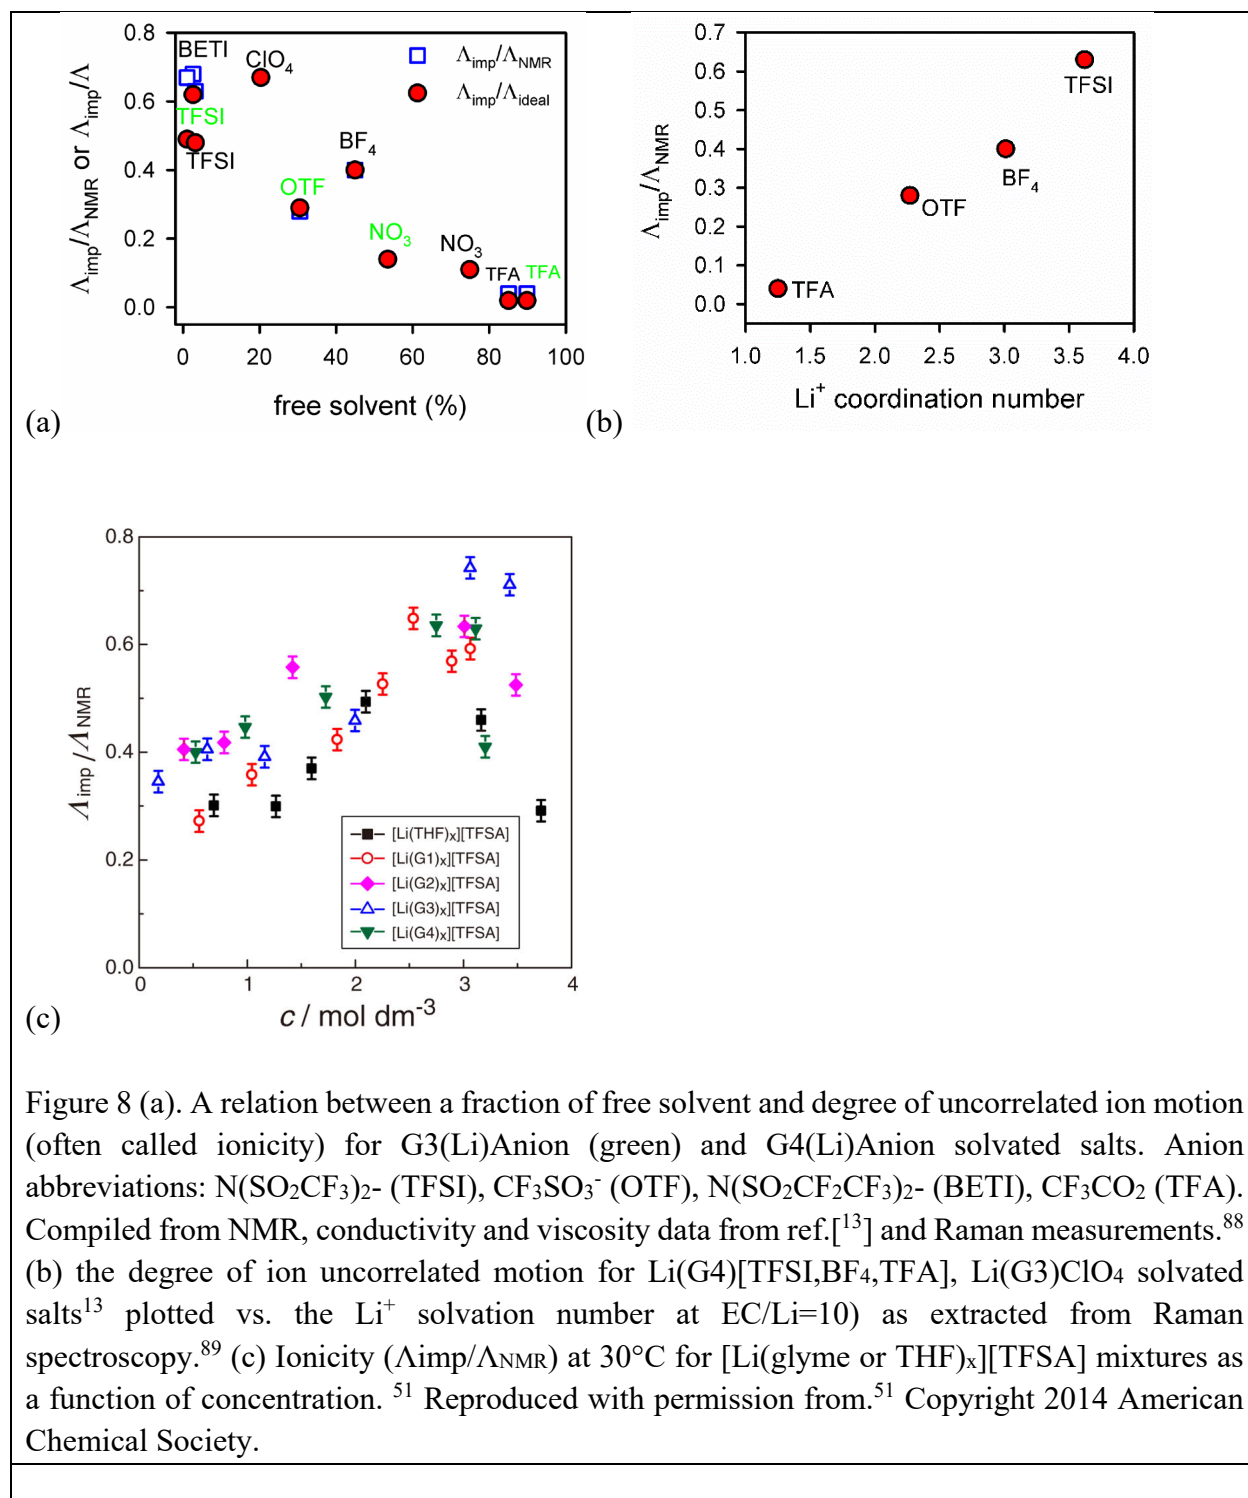 0.8
0.6
0.4
0.2
0.0
Λimp/ΛNMR or Λimp/Λ
BETI
ClO4
TFSI
TFSI
BF4
OTF
NO3
NO3
TFA
TFA
Λimp/ΛNMR
Λimp/Λideal
0 20 40 60 80 100
free solvent (%)
(a)
0.7
0.6
0.5
0.4
0.3
0.2
0.1
0.0
Λimp/ΛNMR
TFSI
BF4
OTF
TFA
1.0 1.5 2.0 2.5 3.0 3.5 4.0
Li+ coordination number
(b)
0.8
0.6
0.4
0.2
0.0
Λimp/ΛNMR
[Li(THF)x][TFSA]
[Li(G1)x][TFSA]
[Li(G2)x][TFSA]
[Li(G3)x][TFSA]
[Li(G4)x][TFSA]
0 1 2 3 4
c / mol dm-3
(c)
Figure 8 (a). A relation between a fraction of free solvent and degree of uncorrelated ion motion
(often called ionicity) for G3(Li)Anion (green) and G4(Li)Anion solvated salts. Anion
abbreviations: N(SO2CF3)2- (TFSI), CF3SO3- (OTF), N(SO2CF2CF3)2- (BETI), CF3CO2 (TFA).
Compiled from NMR, conductivity and viscosity data from ref.[13] and Raman measurements.88
(b) the degree of ion uncorrelated motion for Li(G4)[TFSI,BF4,TFA], Li(G3)ClO4 solvated
salts13 plotted vs. the Li+ solvation number at EC/Li=10) as extracted from Raman
spectroscopy.89 (c) Ionicity (Λimp/ΛNMR) at 30°C for [Li(glyme or THF)x][TFSA] mixtures as
a function of concentration. 51 Reproduced with permission from.51 Copyright 2014 American
Chemical Society.